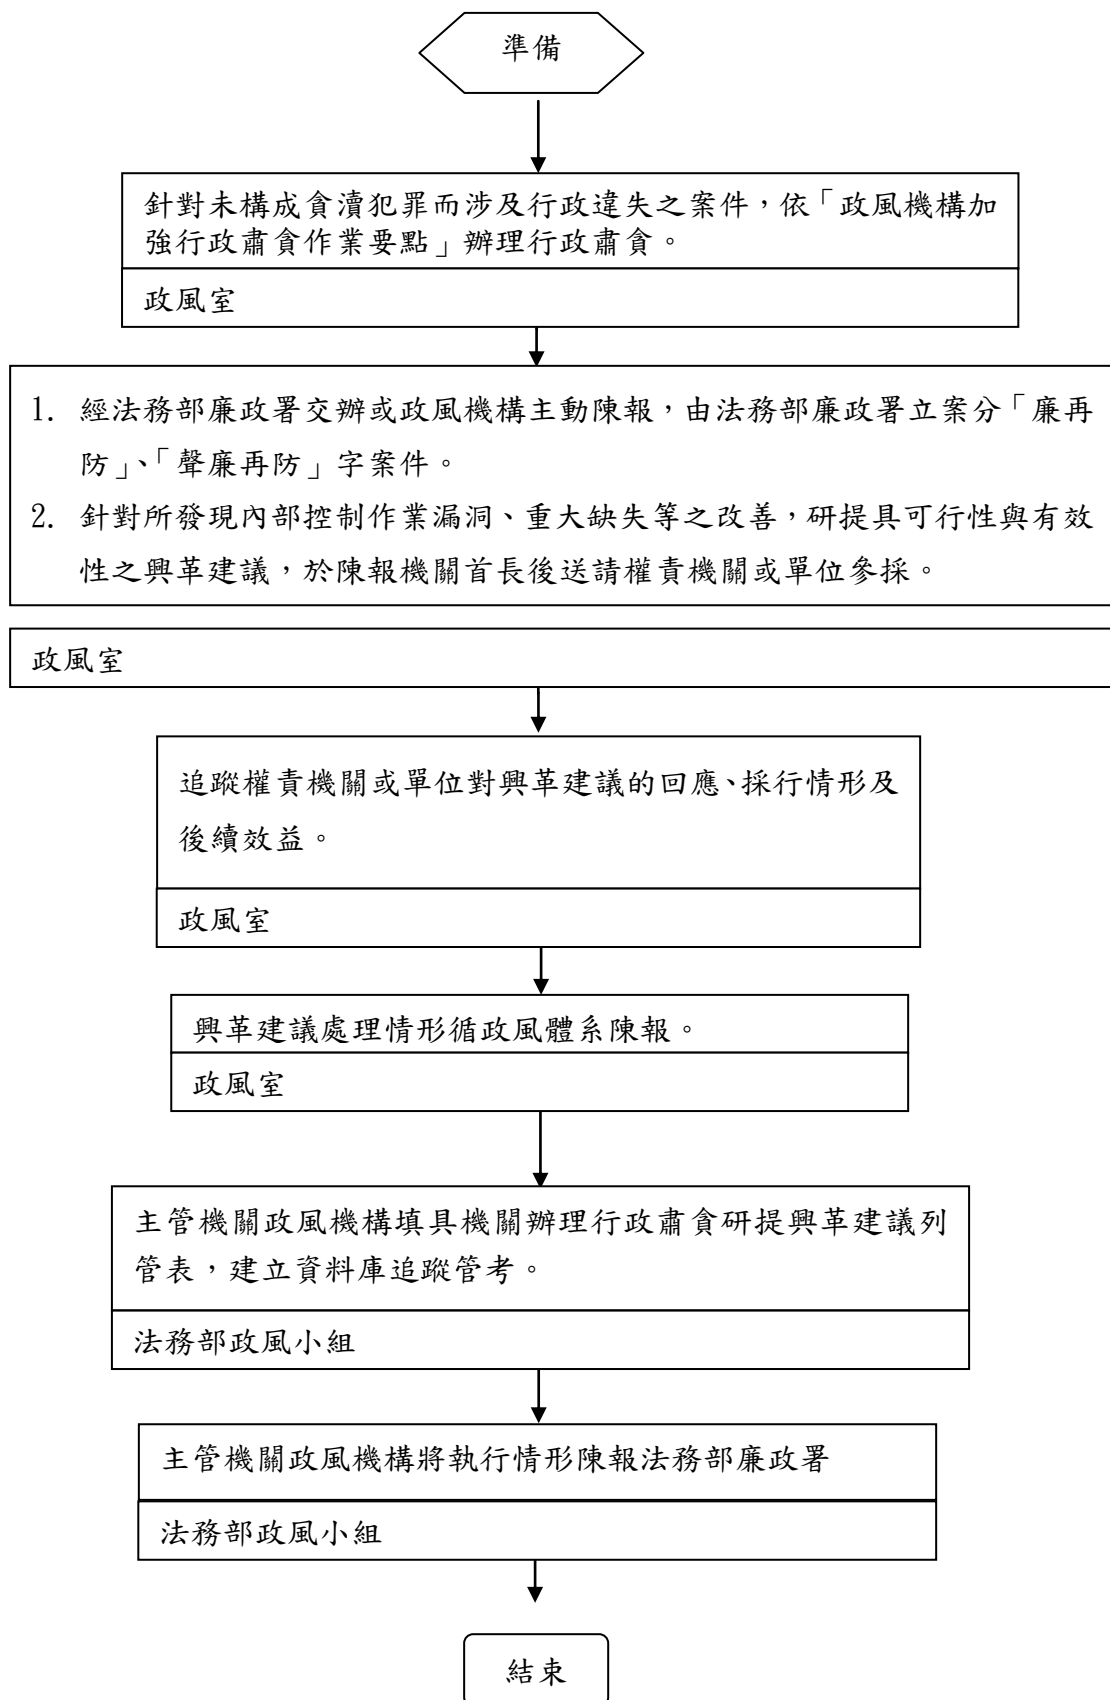 準備
針對未構成貪瀆犯罪而涉及行政違失之案件，依「政風機構加
強行政肅貪作業要點」辦理行政肅貪。
政風室
1. 經法務部廉政署交辦或政風機構主動陳報，由法務部廉政署立案分「廉再
防」、「聲廉再防」字案件。
2. 針對所發現內部控制作業漏洞、重大缺失等之改善，研提具可行性與有效
性之興革建議，於陳報機關首長後送請權責機關或單位參採。
政風室
追蹤權責機關或單位對興革建議的回應、採行情形及
後續效益。
政風室
興革建議處理情形循政風體系陳報。
政風室
主管機關政風機構填具機關辦理行政肅貪研提興革建議列
管表，建立資料庫追蹤管考。
法務部政風小組
主管機關政風機構將執行情形陳報法務部廉政署
法務部政風小組
結束